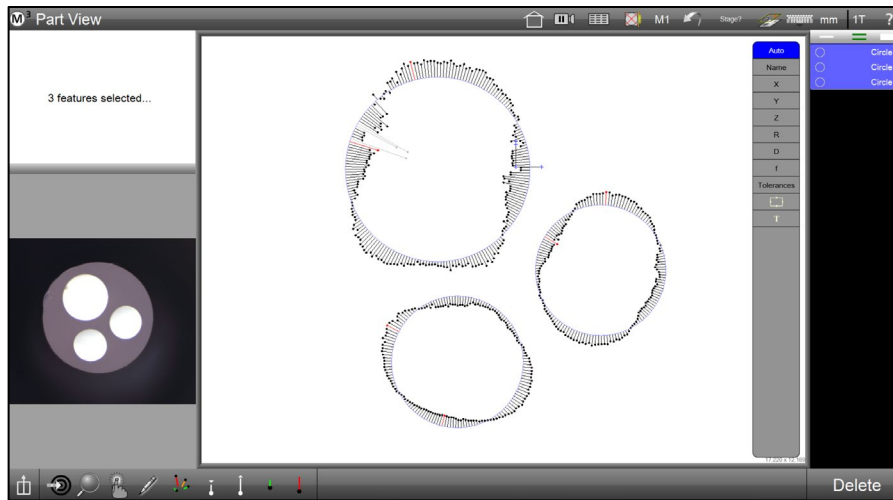 M3 Part View
M1
Stage?
mm
1T
?
3 features selected...
Auto
Name
X
Y
Z
R
D
f
Tolerances
T
Circle
Circle
Circle
Delete